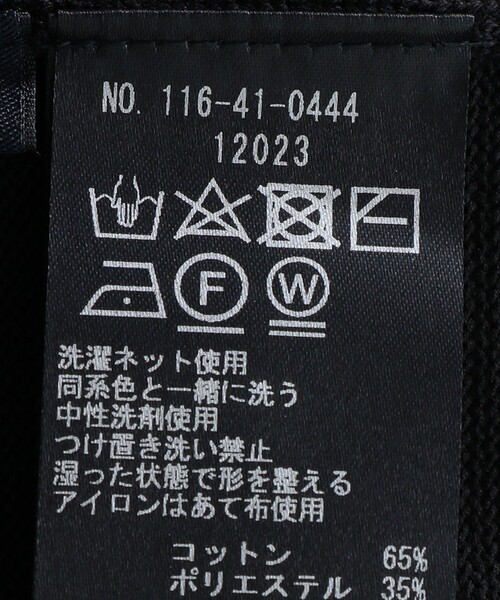 NO. 116-41-0444
12023
F
W
洗濯ネット使用
同系色と一緒に洗う
中性洗剤使用
つけ置き洗い禁止
湿った状態で形を整える
アイロンはあて布使用
コットン 65%
ポリエステル 35%